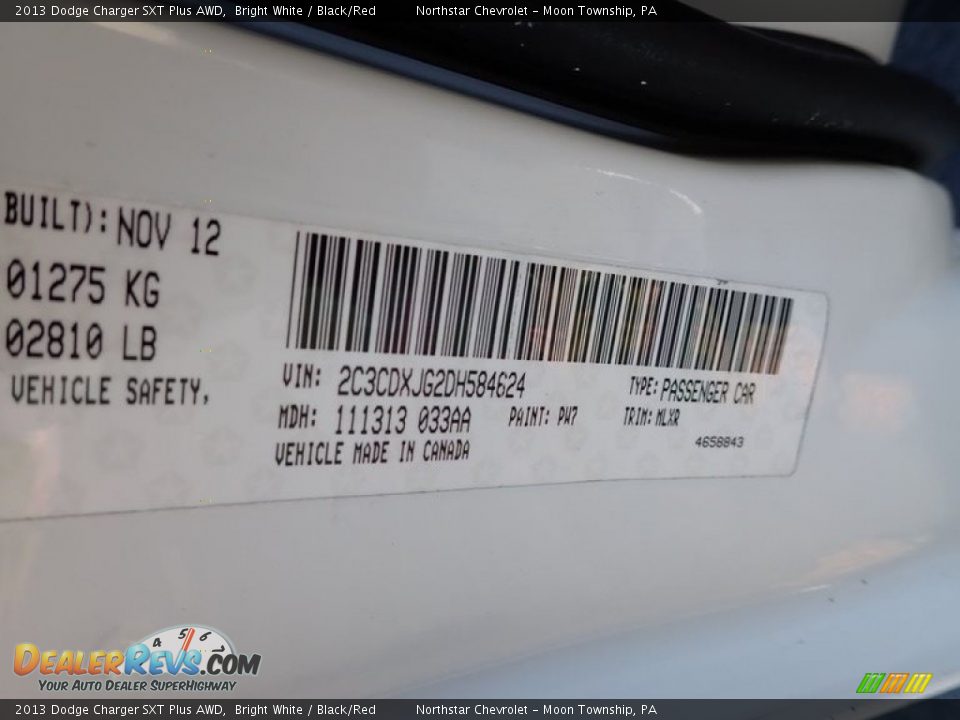 2013 Dodge Charger SXT Plus AWD, Bright White / Black/Red Northstar Chevrolet - Moon Township, PA
BUILT): NOV 12
01275 KG
02810 LB
VEHICLE SAFETY,
VIN: 2C3CDXJG2DH584624 TYPE: PASSENGER CAR
MDH: 111313 033AA PAINT: PW7 TRIM: MLXR
VEHICLE MADE IN CANADA 4658843
4 5 6
DealerRevs.com
Your Auto Dealer SuperHighway
2013 Dodge Charger SXT Plus AWD, Bright White / Black/Red Northstar Chevrolet - Moon Township, PA